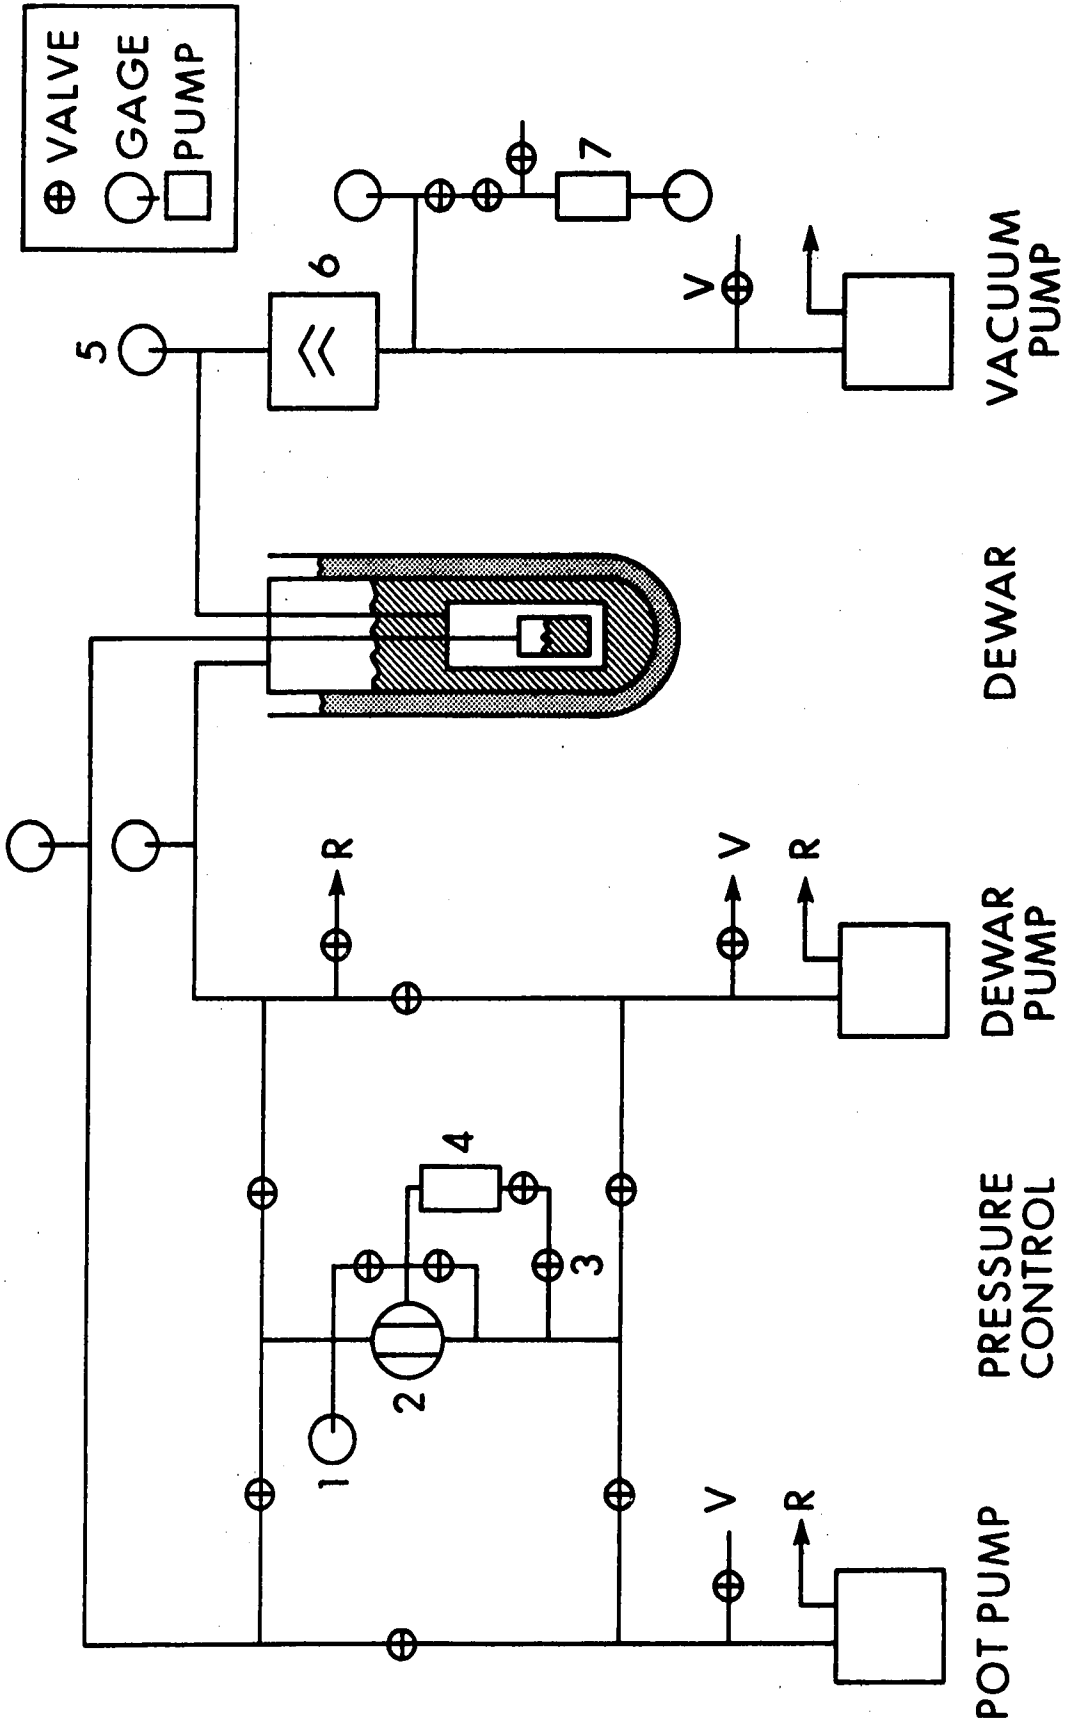 VALVE
GAGE
PUMP
5
6
7
V
R
V
R
1
2
3
4
V
R
POT PUMP
PRESSURE
CONTROL
DEWAR
PUMP
DEWAR
VACUUM
PUMP